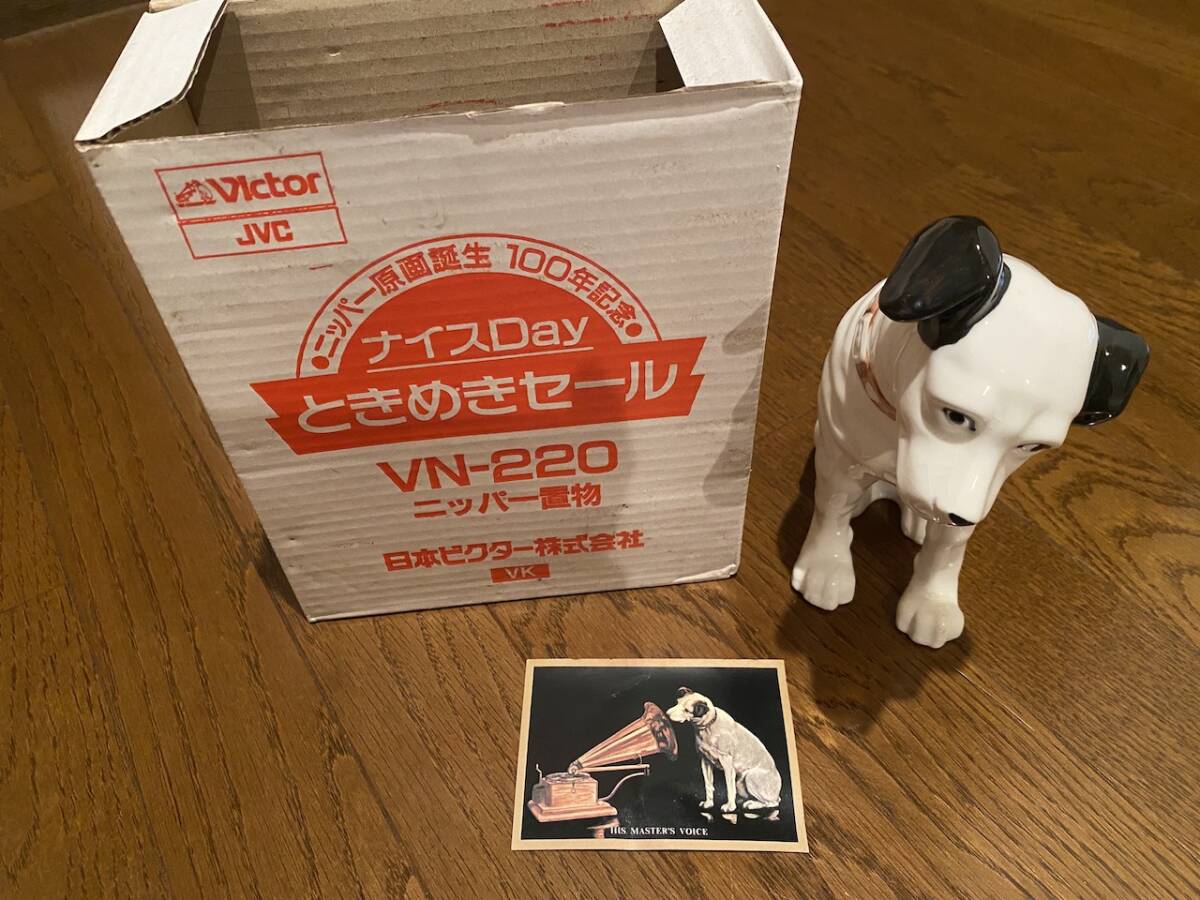 Victor
JVC
•ニッパー原画誕生 100年記念•
ナイスDay
ときめきセール
VN-220
ニッパー置物
日本ビクター株式会社
VK
HIS MASTER'S VOICE